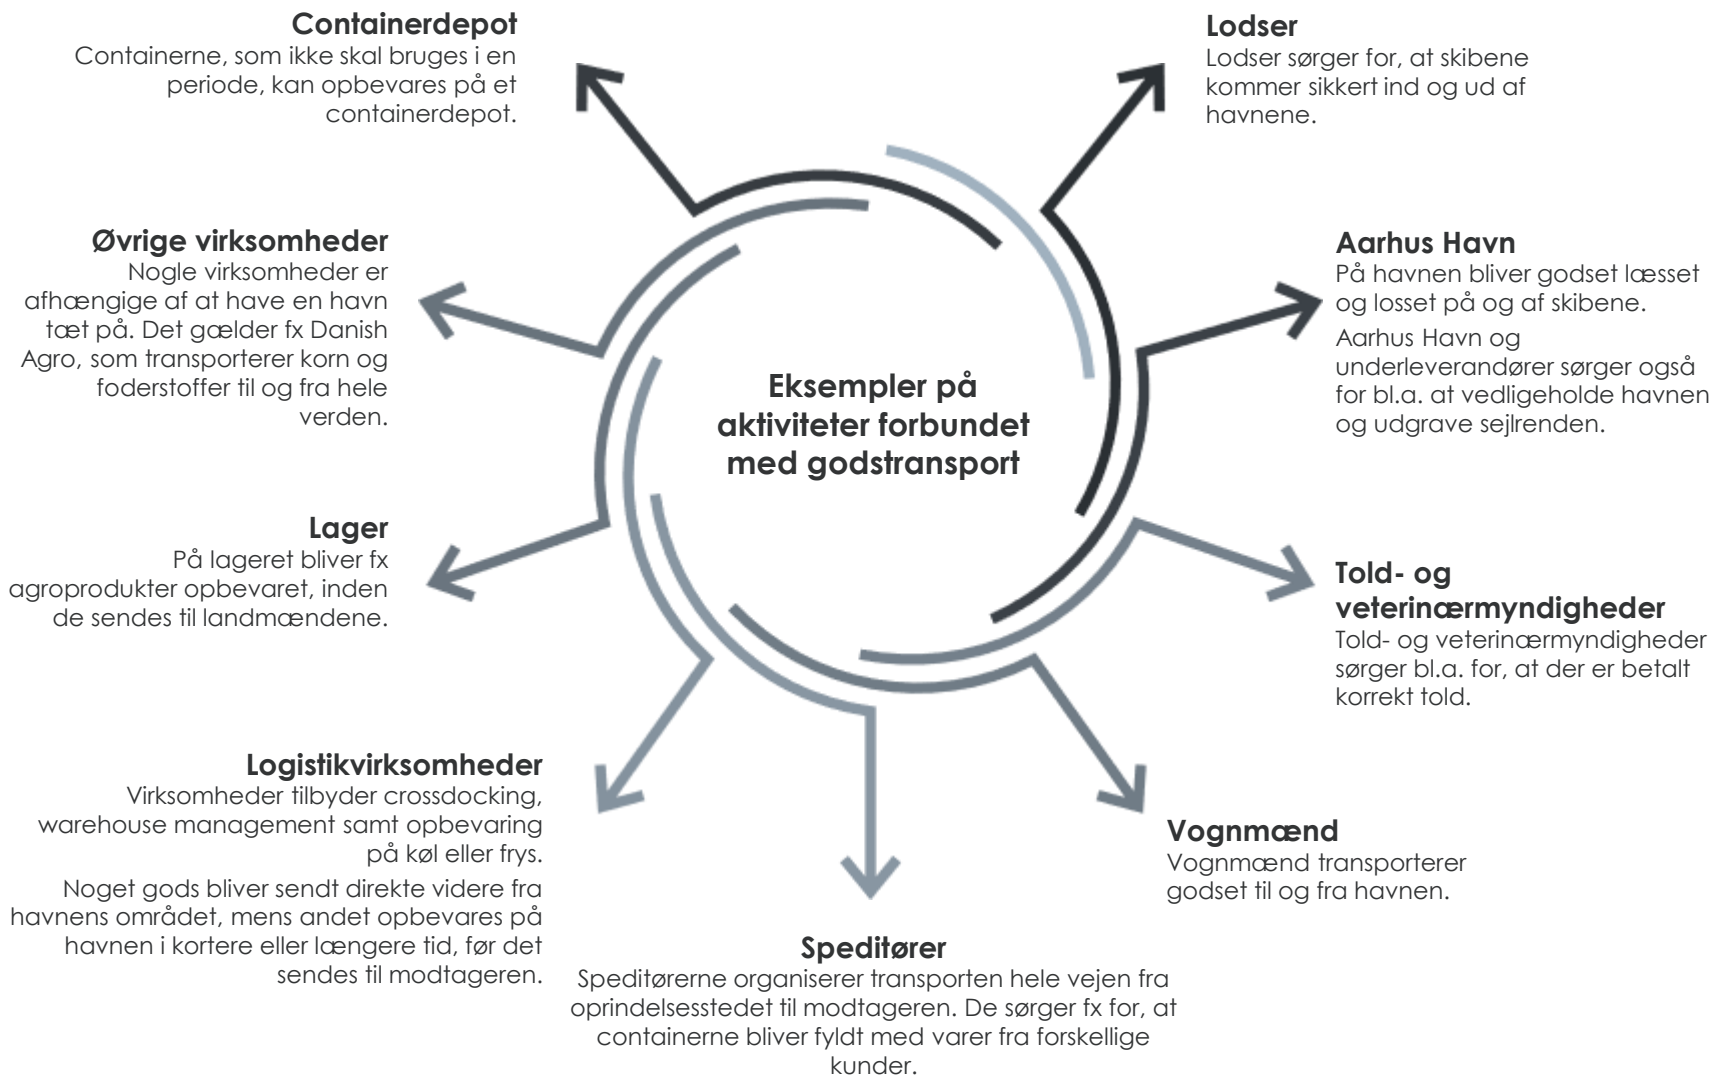 Containerdepot
Containerne, som ikke skal bruges i en
periode, kan opbevares på et
containerdepot.
Lodser
Lodser sørger for, at skibene
kommer sikkert ind og ud af
havnene.
Øvrige virksomheder
Nogle virksomheder er
afhængige af at have en havn
tæt på. Det gælder fx Danish
Agro, som transporterer korn og
foderstoffer til og fra hele
verden.
Aarhus Havn
På havnen bliver godset læsset
og losset på og af skibene.
Aarhus Havn og
underleverandører sørger også
for bl.a. at vedligeholde havnen
og udgrave sejlrenden.
Eksempler på
aktiviteter forbundet
med godstransport
Lager
På lageret bliver fx
agroprodukter opbevaret, inden
de sendes til landmændene.
Told- og
veterinærmyndigheder
Told- og veterinærmyndigheder
sørger bl.a. for, at der er betalt
korrekt told.
Logistikvirksomheder
Virksomheder tilbyder crossdocking,
warehouse management samt opbevaring
på køl eller frys.
Noget gods bliver sendt direkte videre fra
havnens området, mens andet opbevares på
havnen i kortere eller længere tid, før det
sendes til modtageren.
Vognmænd
Vognmænd transporterer
godset til og fra havnen.
Speditører
Speditørerne organiserer transporten hele vejen fra
oprindelsesstedet til modtageren. De sørger fx for, at
containerne bliver fyldt med varer fra forskellige
kunder.